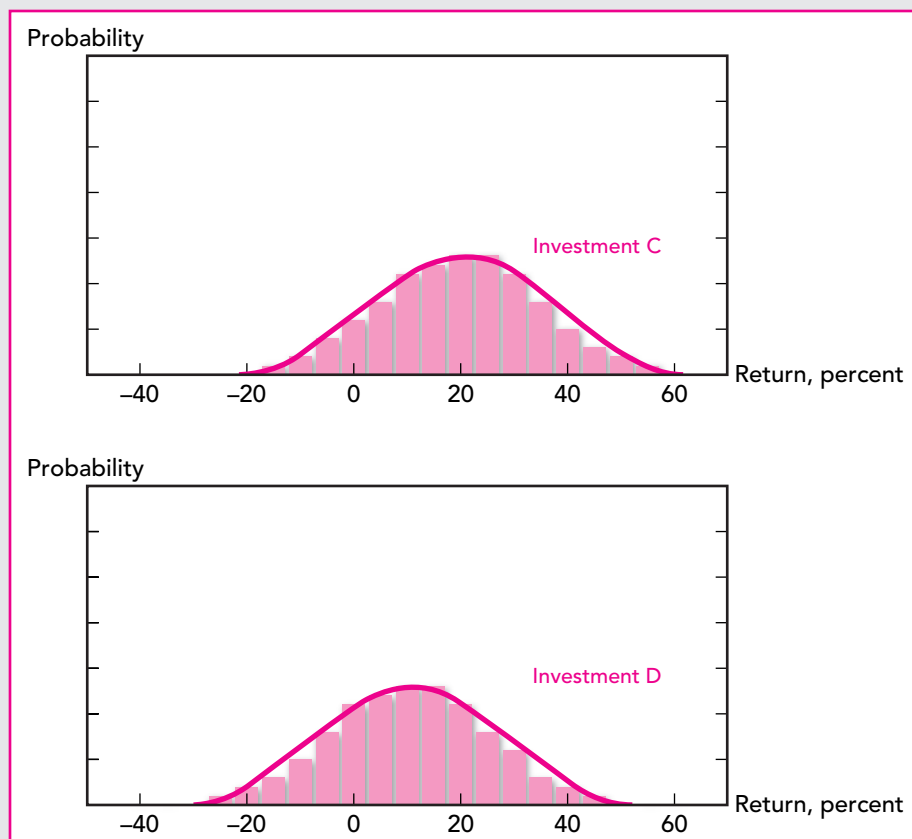 Probability
Investment C
Return, percent
–40 –20 0 20 40 60
Probability
Investment D
Return, percent
–40 –20 0 20 40 60